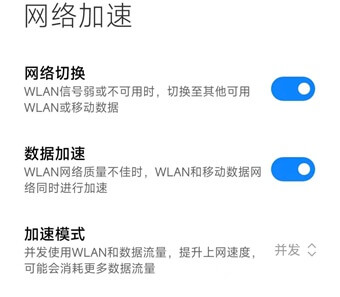 网络加速
网络切换
WLAN信号弱或不可用时，切换至其他可用
WLAN或移动数据
数据加速
WLAN网络质量不佳时，WLAN和移动数据网
络同时进行加速
加速模式
并发使用WLAN和数据流量，提升上网速度，
可能会消耗更多数据流量
并发